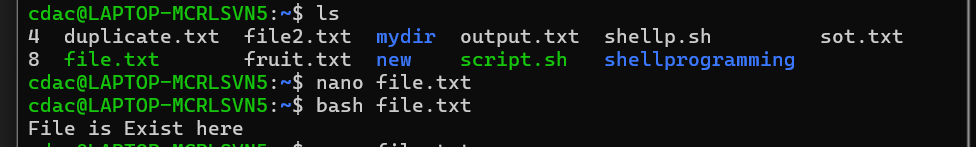 cdac@LAPTOP-MCRLSVN5:~$ ls
4  duplicate.txt  file2.txt  mydir  output.txt  shellp.sh         sot.txt
8  file.txt       fruit.txt  new    script.sh   shellprogramming
cdac@LAPTOP-MCRLSVN5:~$ nano file.txt
cdac@LAPTOP-MCRLSVN5:~$ bash file.txt
File is Exist here